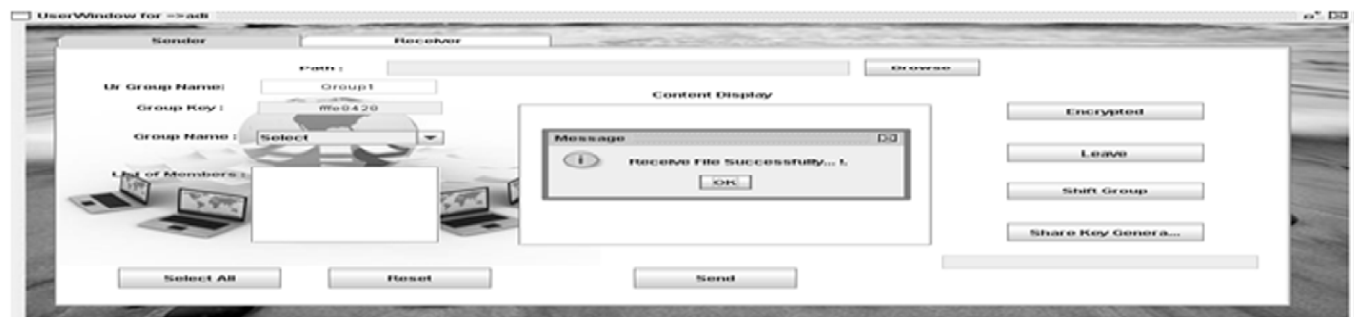 UserWindow for =>adi
Sender Receiver
Path : Browse
Ur Group Name: Group1
Content Display
Group Key : fffe8420
Encrypted
Group Name : Select
Message
Receive File Successfully... !.
OK
Leave
List of Members :
Shift Group
Share Key Genera...
Select All Reset Send